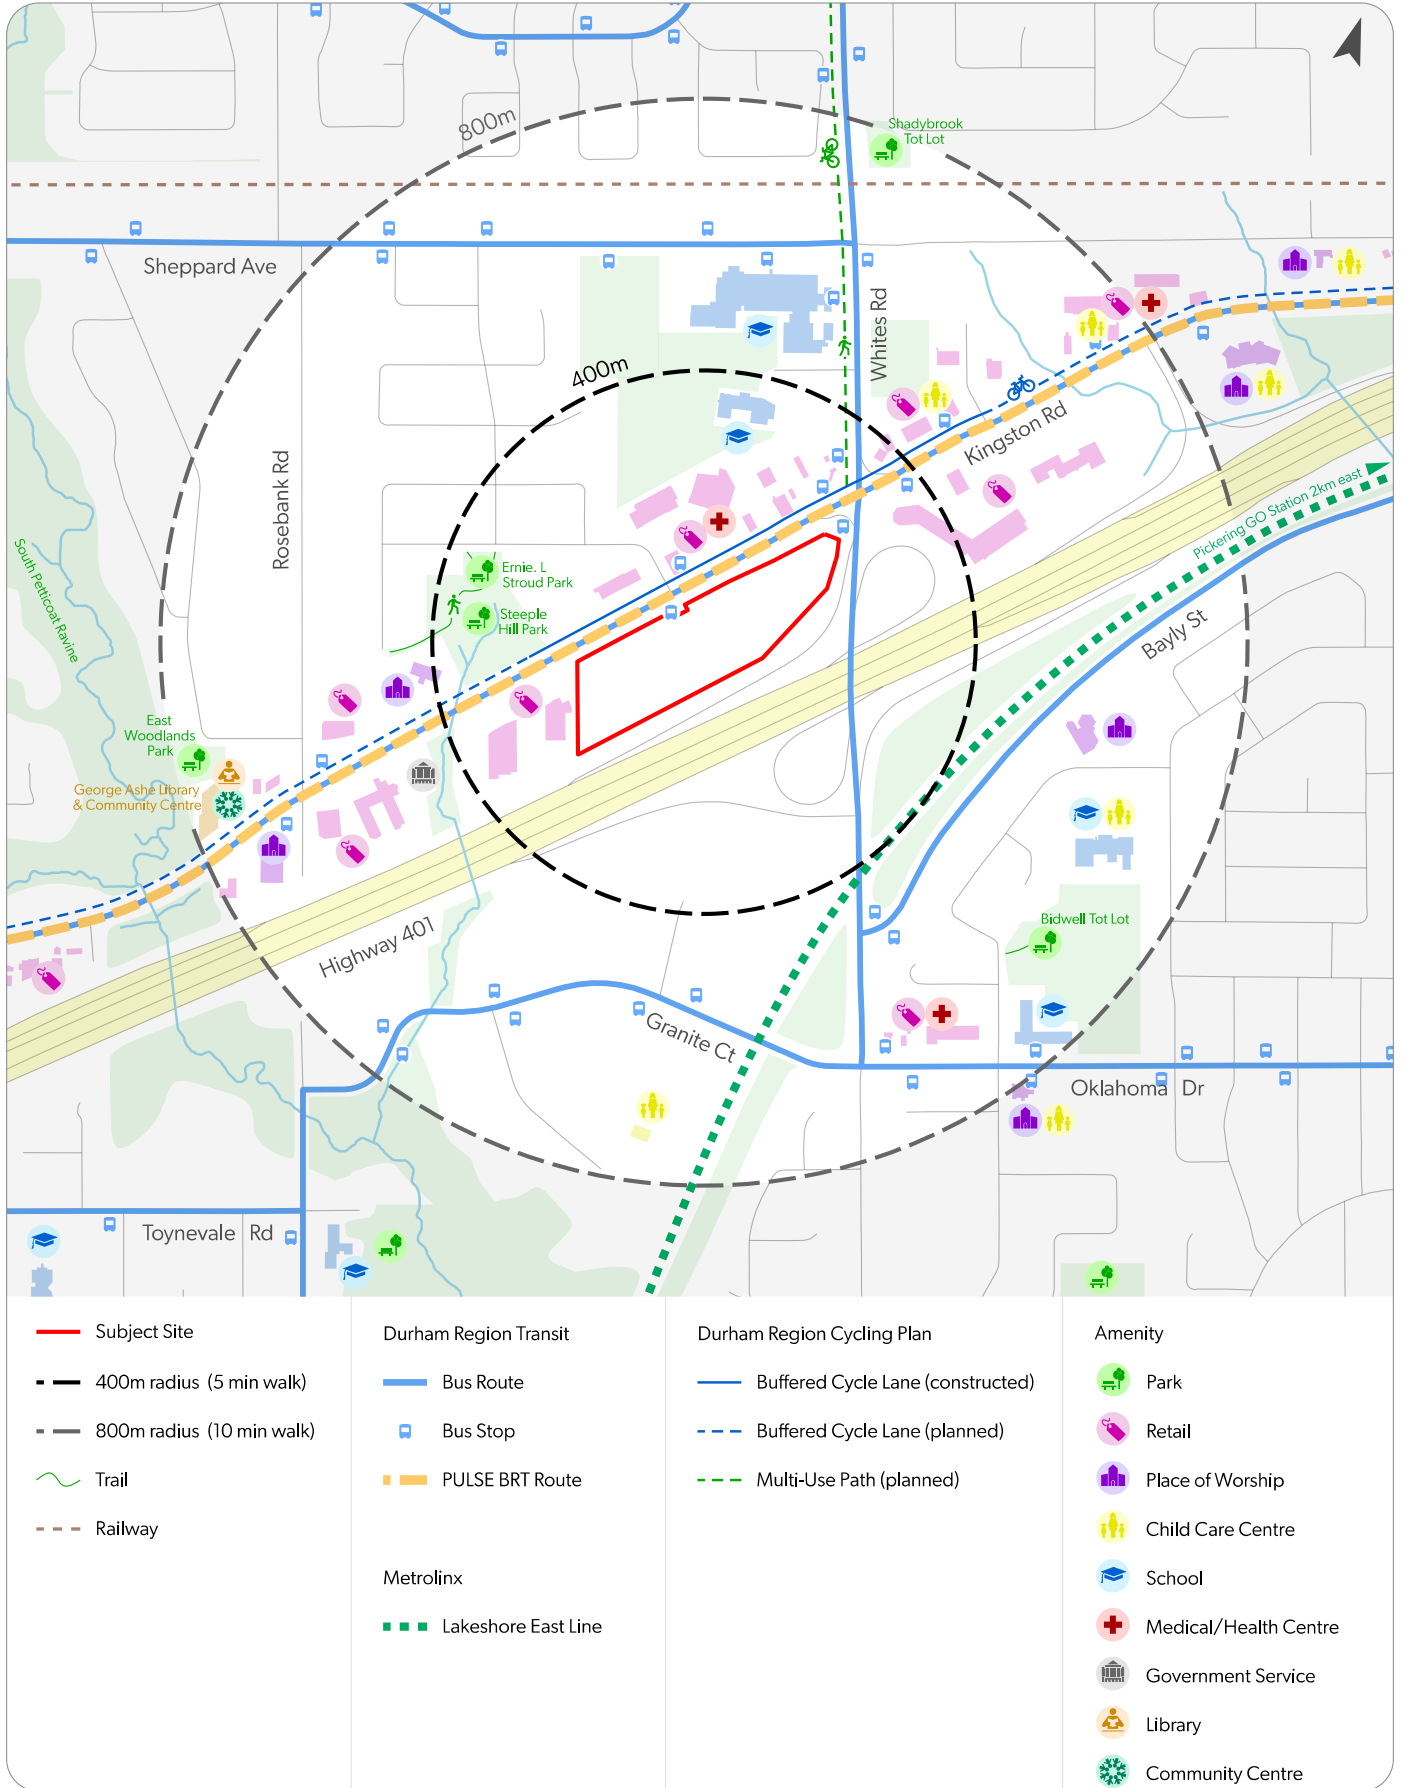 800m
Shadybrook
Tot Lot
Sheppard Ave
Whites Rd
400m
Kingston Rd
Rosebank Rd
Pickering GO Station 2km east
South Petticoat Ravine
Ernie. L
Stroud Park
Steeple
Hill Park
Bayly St
East
Woodlands
Park
George Ashe Library
& Community Centre
Highway 401
Bidwell Tot Lot
Granite Ct
Oklahoma Dr
Toynevale Rd
Subject Site
400m radius (5 min walk)
800m radius (10 min walk)
Trail
Railway
Durham Region Transit
Bus Route
Bus Stop
PULSE BRT Route
Metrolinx
Lakeshore East Line
Durham Region Cycling Plan
Buffered Cycle Lane (constructed)
Buffered Cycle Lane (planned)
Multi-Use Path (planned)
Amenity
Park
Retail
Place of Worship
Child Care Centre
School
Medical/Health Centre
Government Service
Library
Community Centre